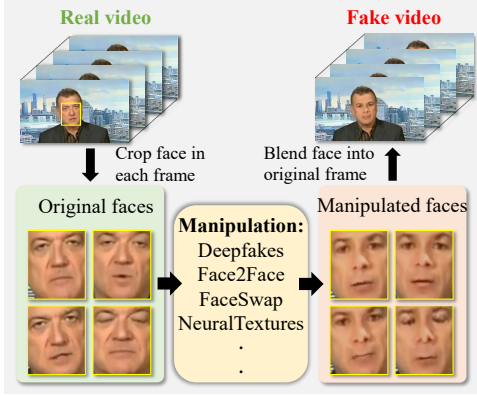 Real video
Fake video
Crop face in
each frame
Blend face into
original frame
Original faces
Manipulation:
Deepfakes
Face2Face
FaceSwap
NeuralTextures
.
.
Manipulated faces